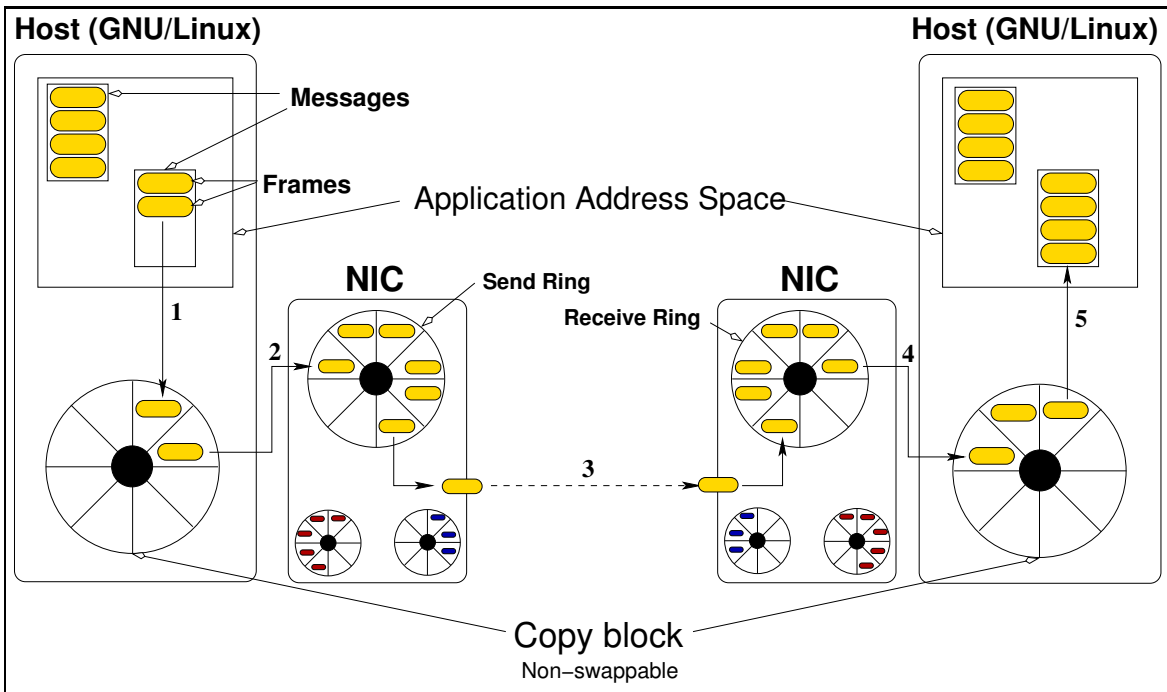 Host (GNU/Linux)
Host (GNU/Linux)
Messages
Frames
Application Address Space
NIC
Send Ring
NIC
Receive Ring
1
2
3
4
5
Copy block
Non−swappable